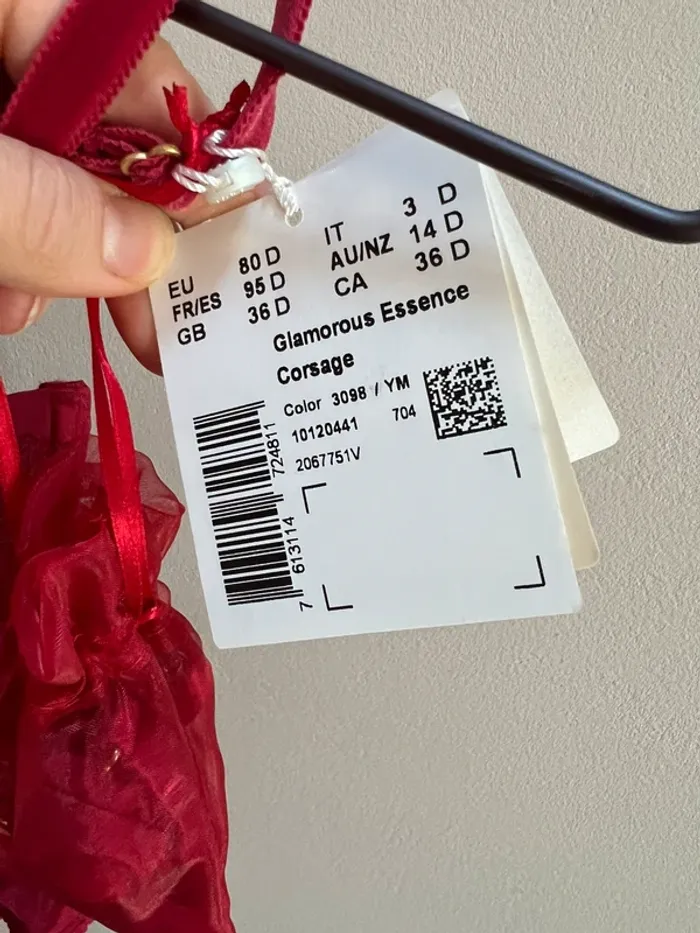 EU 80 D IT 3 D
FR/ES 95 D AU/NZ 14 D
GB 36 D CA 36 D
Glamorous Essence
Corsage
Color 3098 / YM
10120441 704
2067751V
7 613114 724811